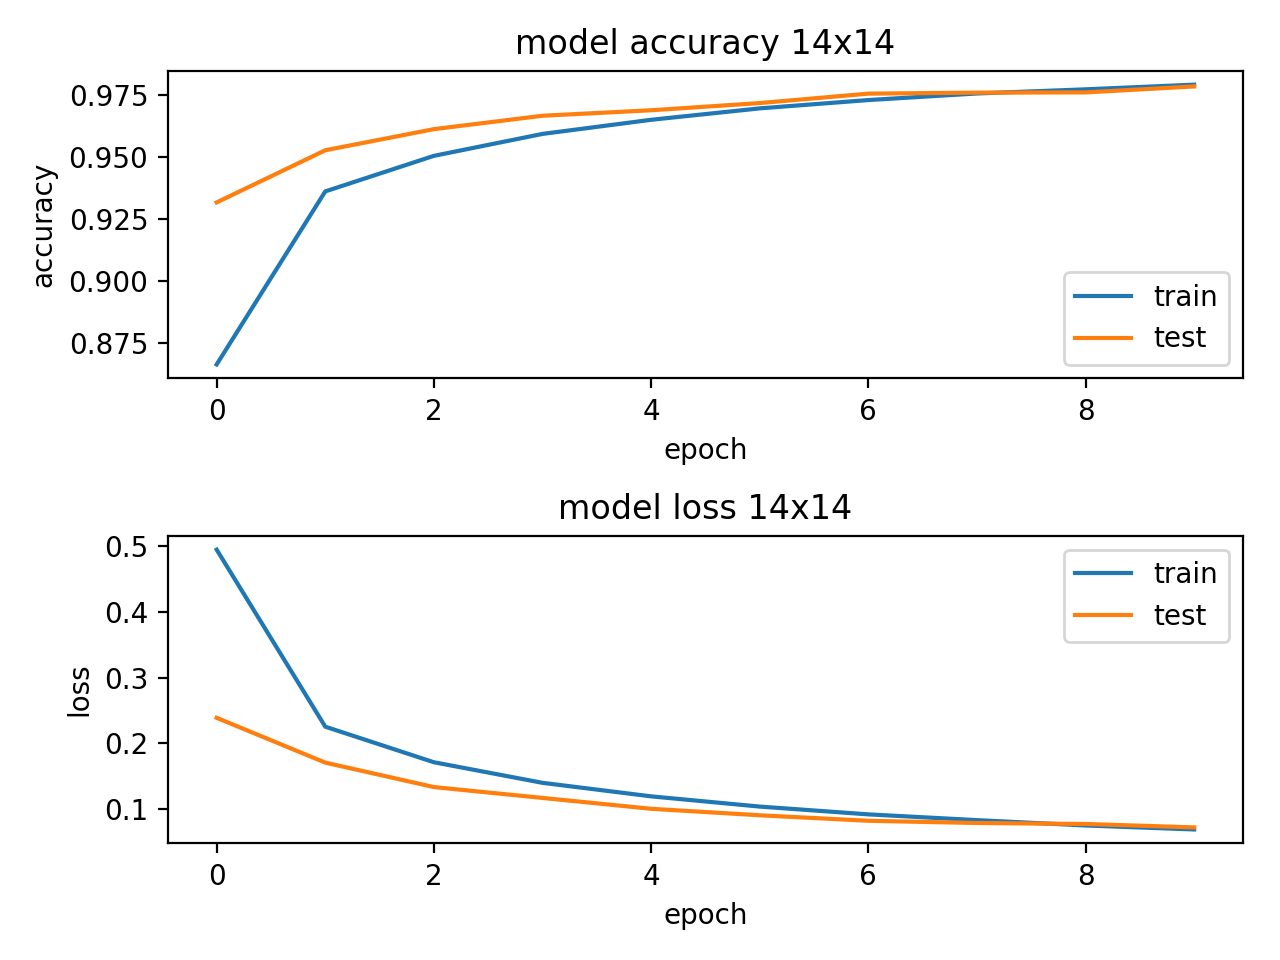 model accuracy 14x14
0.975
0.950
0.925
0.900
0.875
accuracy
train
test
0 2 4 6 8
epoch
model loss 14x14
0.5
0.4
0.3
0.2
0.1
loss
train
test
0 2 4 6 8
epoch